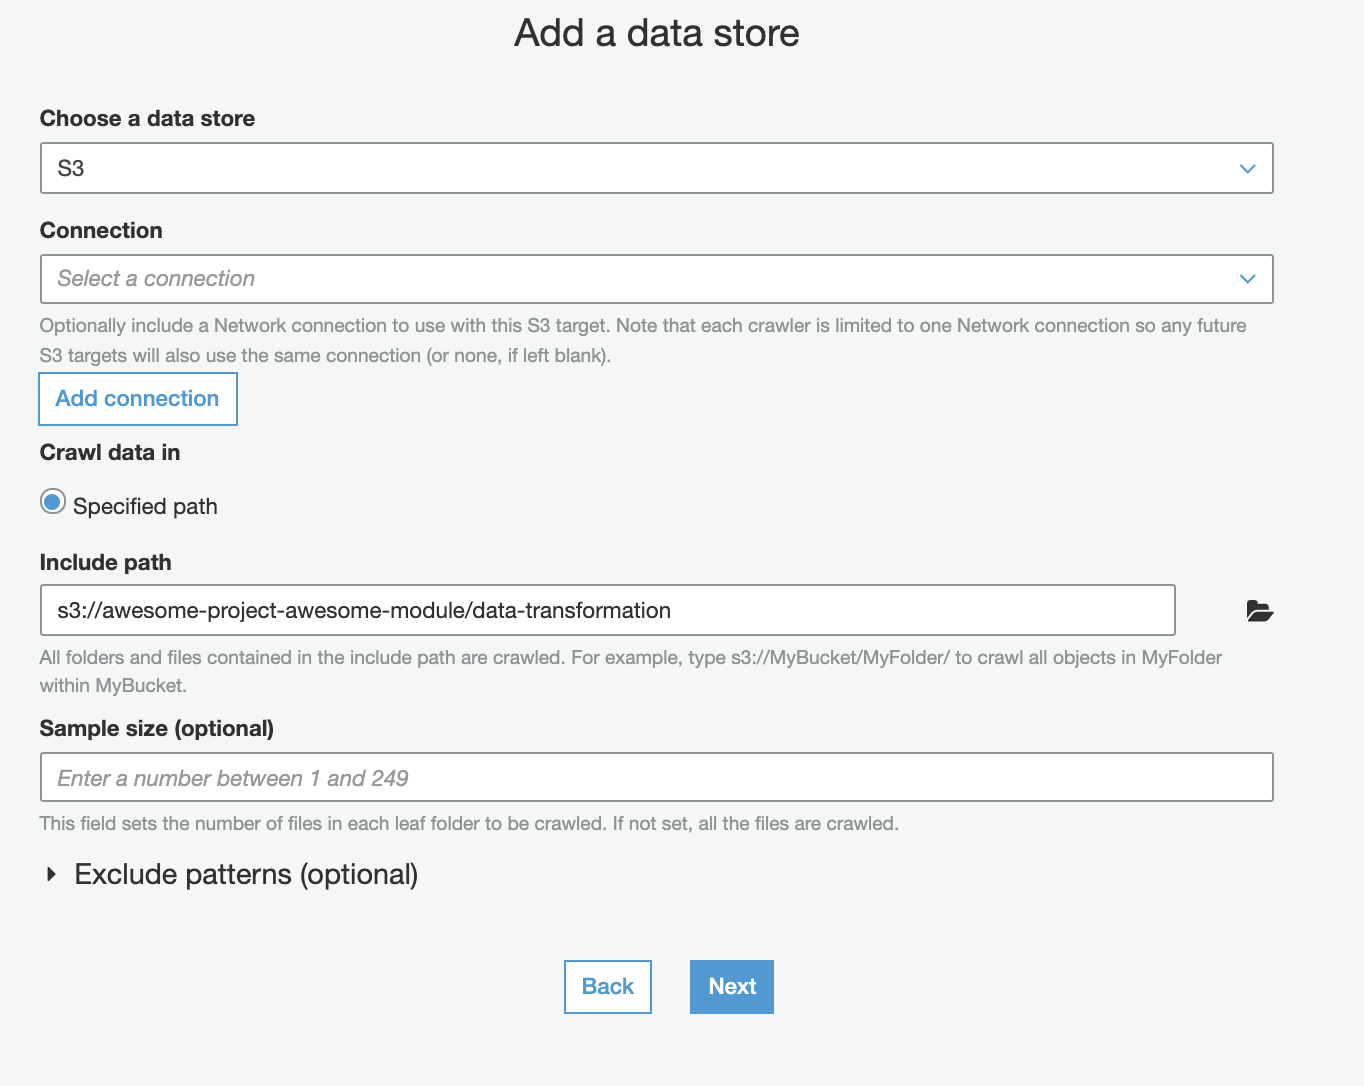 Add a data store
Choose a data store
S3
Connection
Select a connection
Optionally include a Network connection to use with this S3 target. Note that each crawler is limited to one Network connection so any future
S3 targets will also use the same connection (or none, if left blank).
Add connection
Crawl data in
Specified path
Include path
s3://awesome-project-awesome-module/data-transformation
All folders and files contained in the include path are crawled. For example, type s3://MyBucket/MyFolder/ to crawl all objects in MyFolder
within MyBucket.
Sample size (optional)
Enter a number between 1 and 249
This field sets the number of files in each leaf folder to be crawled. If not set, all the files are crawled.
Exclude patterns (optional)
Back
Next